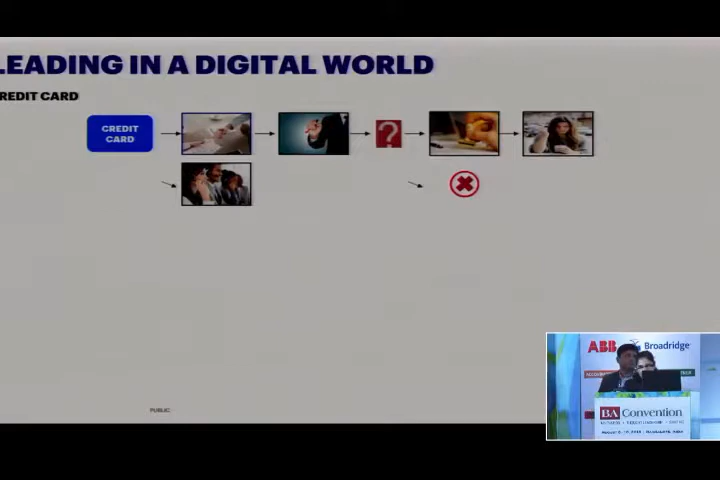 LEADING IN A DIGITAL WORLD
REDIT CARD
CREDIT
CARD
?
PUBLIC
ABB
Broadridge
BA Convention